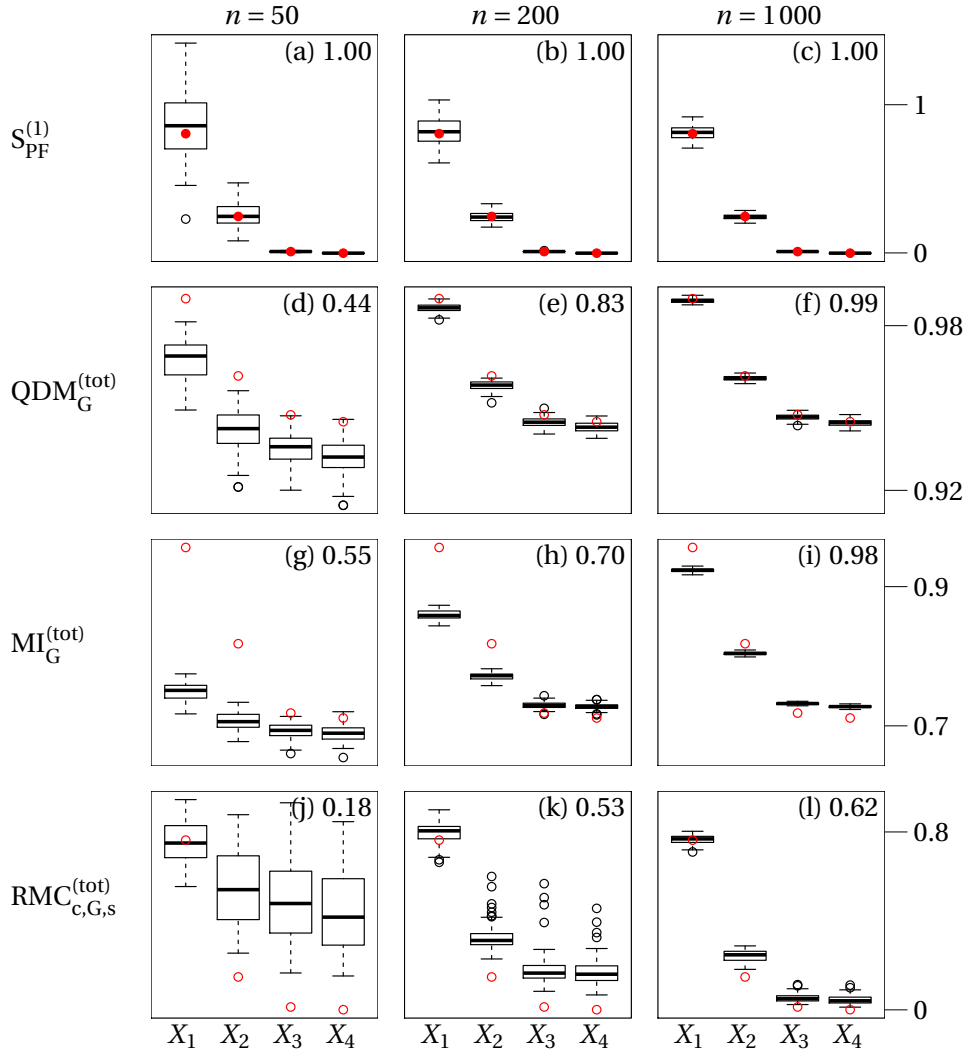 n = 50 n = 200 n = 1000
S_PF^(1) (a) 1.00 (b) 1.00 (c) 1.00
1
0
QDM_G^(tot) (d) 0.44 (e) 0.83 (f) 0.99
0.98
0.92
MI_G^(tot) (g) 0.55 (h) 0.70 (i) 0.98
0.9
0.7
RMC_c,G,s^(tot) (j) 0.18 (k) 0.53 (l) 0.62
0.8
0
X1 X2 X3 X4 X1 X2 X3 X4 X1 X2 X3 X4